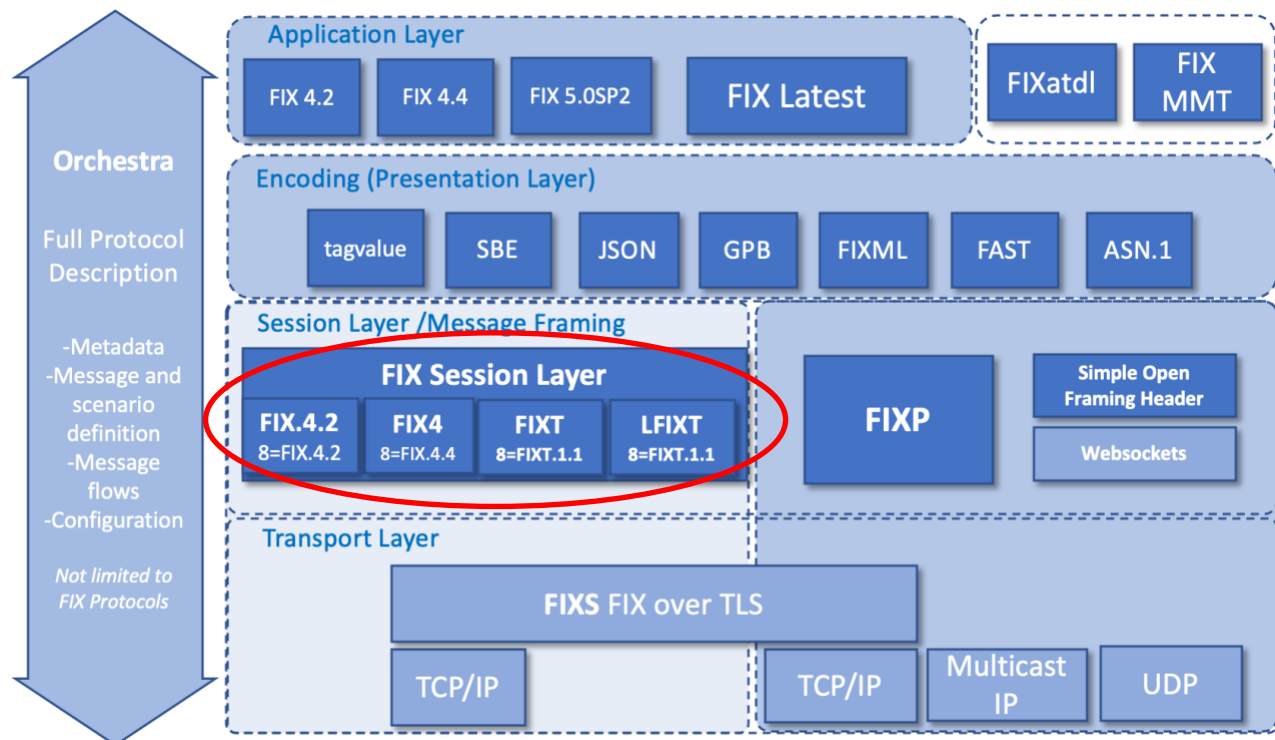 Orchestra
Full Protocol
Description
-Metadata
-Message and
scenario
definition
-Message
flows
-Configuration
Not limited to
FIX Protocols
Application Layer
FIX 4.2
FIX 4.4
FIX 5.0SP2
FIX Latest
FIXatdl
FIX
MMT
Encoding (Presentation Layer)
tagvalue
SBE
JSON
GPB
FIXML
FAST
ASN.1
Session Layer /Message Framing
FIX Session Layer
FIX.4.2
8=FIX.4.2
FIX4
8=FIX.4.4
FIXT
8=FIXT.1.1
LFIXT
8=FIXT.1.1
FIXP
Simple Open
Framing Header
Websockets
Transport Layer
FIXS FIX over TLS
TCP/IP
TCP/IP
Multicast
IP
UDP